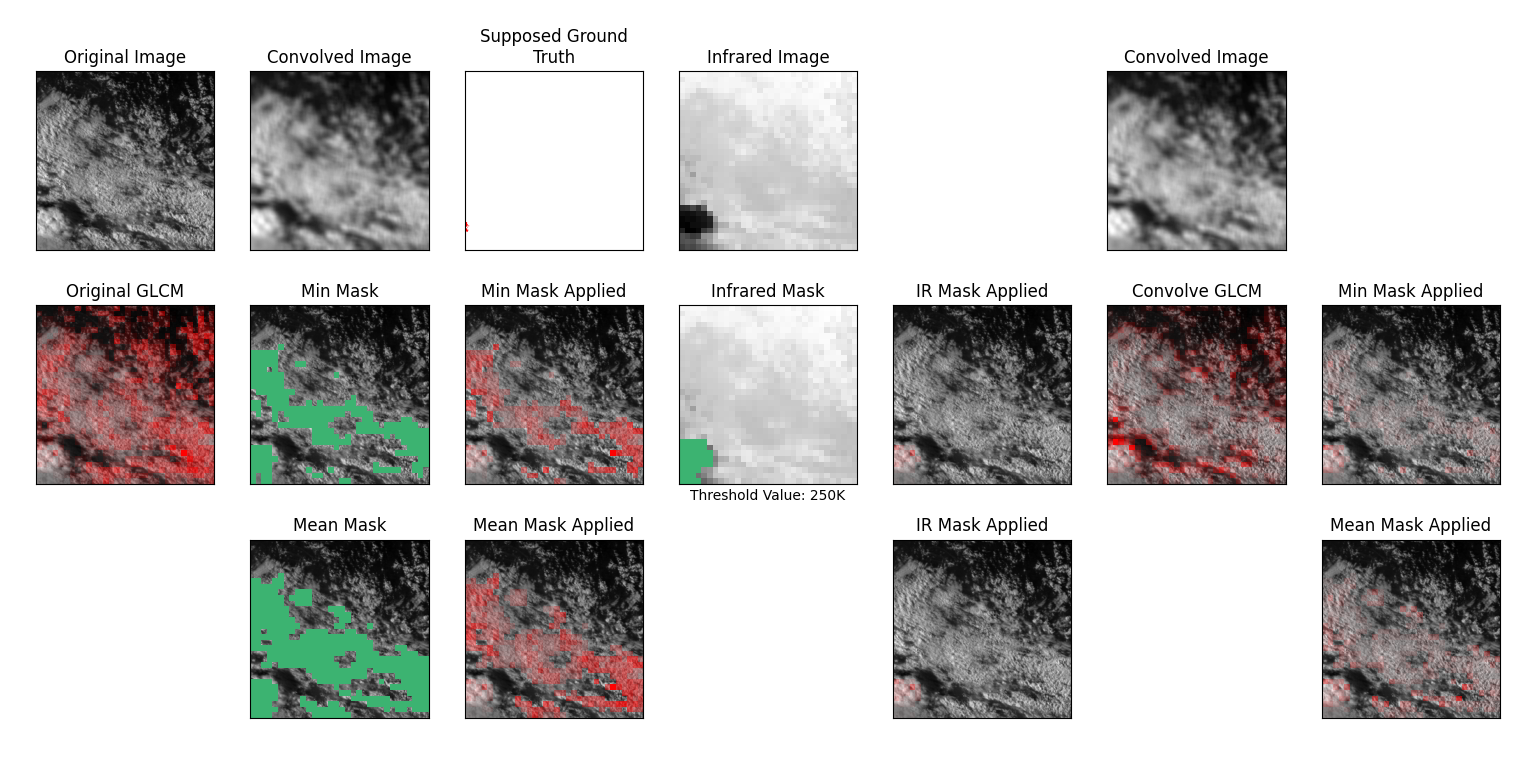 Original Image
Convolved Image
Supposed Ground
Truth
Infrared Image
Convolved Image
Original GLCM
Min Mask
Min Mask Applied
Infrared Mask
IR Mask Applied
Convolve GLCM
Min Mask Applied
Threshold Value: 250K
Mean Mask
Mean Mask Applied
IR Mask Applied
Mean Mask Applied